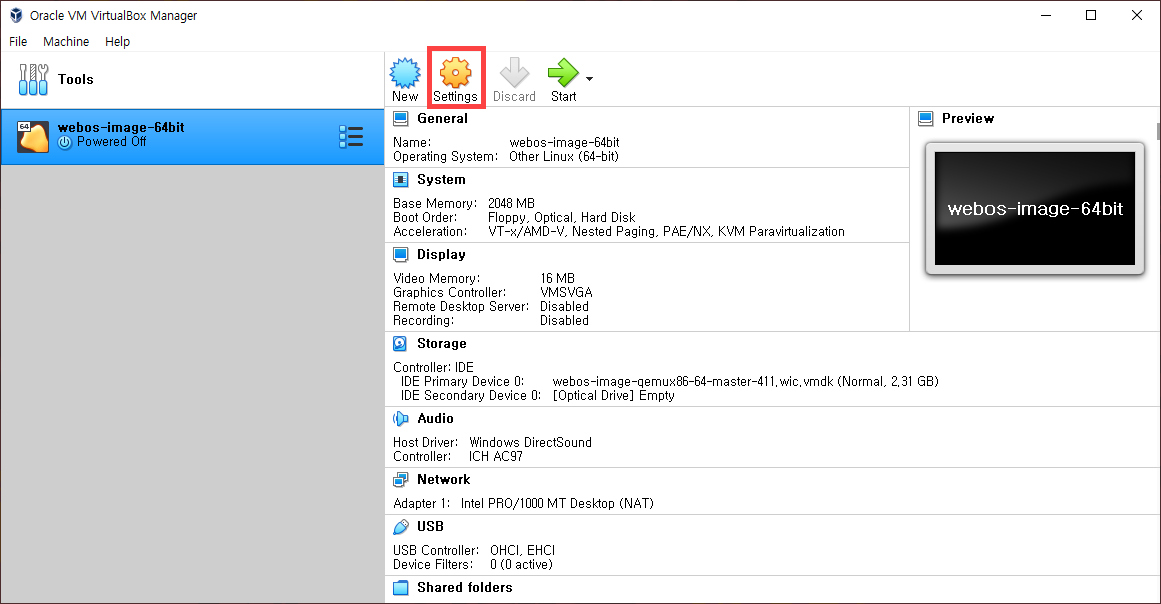 Oracle VM VirtualBox Manager
File Machine Help
Tools
New Settings Discard Start
64
webos-image-64bit
Powered Off
General
Name: webos-image-64bit
Operating System: Other Linux (64-bit)
Preview
webos-image-64bit
System
Base Memory: 2048 MB
Boot Order: Floppy, Optical, Hard Disk
Acceleration: VT-x/AMD-V, Nested Paging, PAE/NX, KVM Paravirtualization
Display
Video Memory: 16 MB
Graphics Controller: VMSVGA
Remote Desktop Server: Disabled
Recording: Disabled
Storage
Controller: IDE
IDE Primary Device 0: webos-image-qemux86-64-master-411.wic.vmdk (Normal, 2.31 GB)
IDE Secondary Device 0: [Optical Drive] Empty
Audio
Host Driver: Windows DirectSound
Controller: ICH AC97
Network
Adapter 1: Intel PRO/1000 MT Desktop (NAT)
USB
USB Controller: OHCI, EHCI
Device Filters: 0 (0 active)
Shared folders